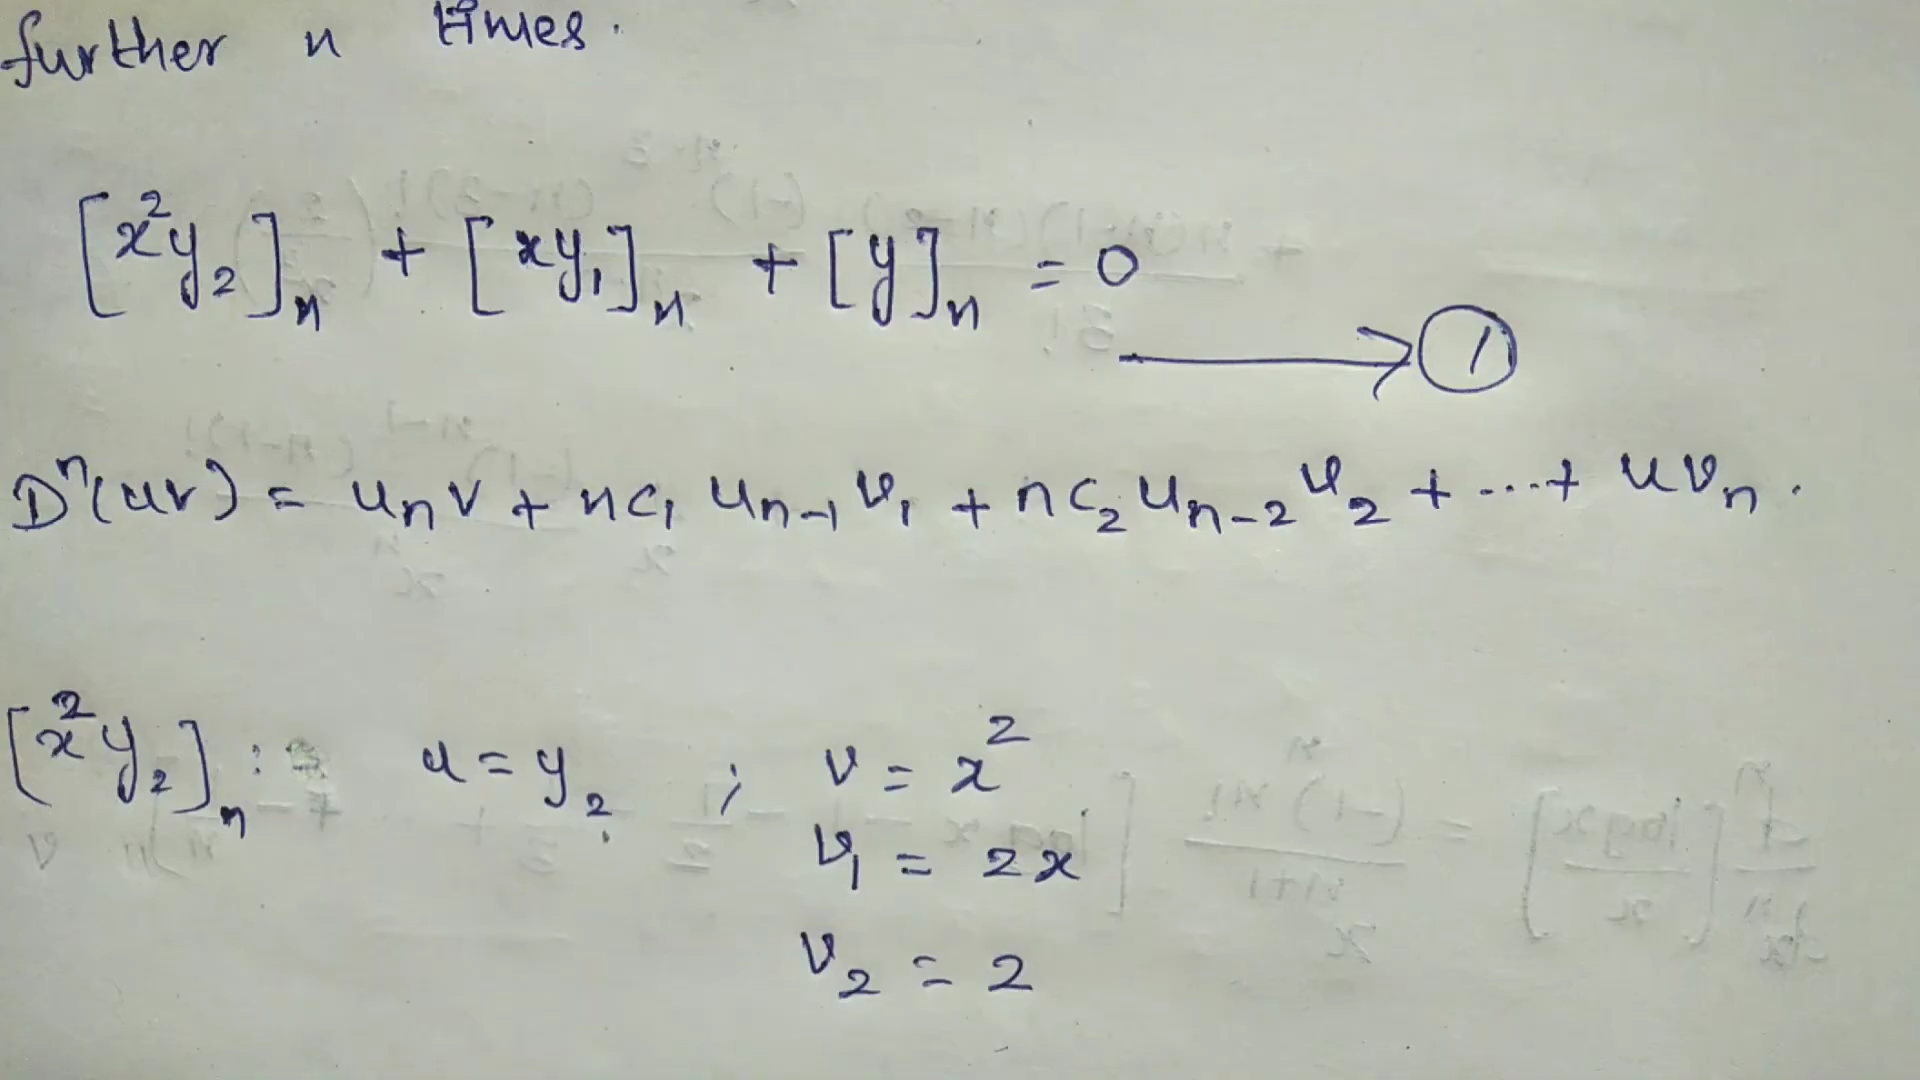 further n times.
[x²y₂]ₙ + [xy₁]ₙ + [y]ₙ = 0
→ ①
Dⁿ(uv) = uₙv + nc₁ uₙ₋₁ v₁ + nc₂ uₙ₋₂ v₂ + ... + uvₙ.
[x²y₂]ₙ : u = y₂ ; v = x²
v₁ = 2x
v₂ = 2